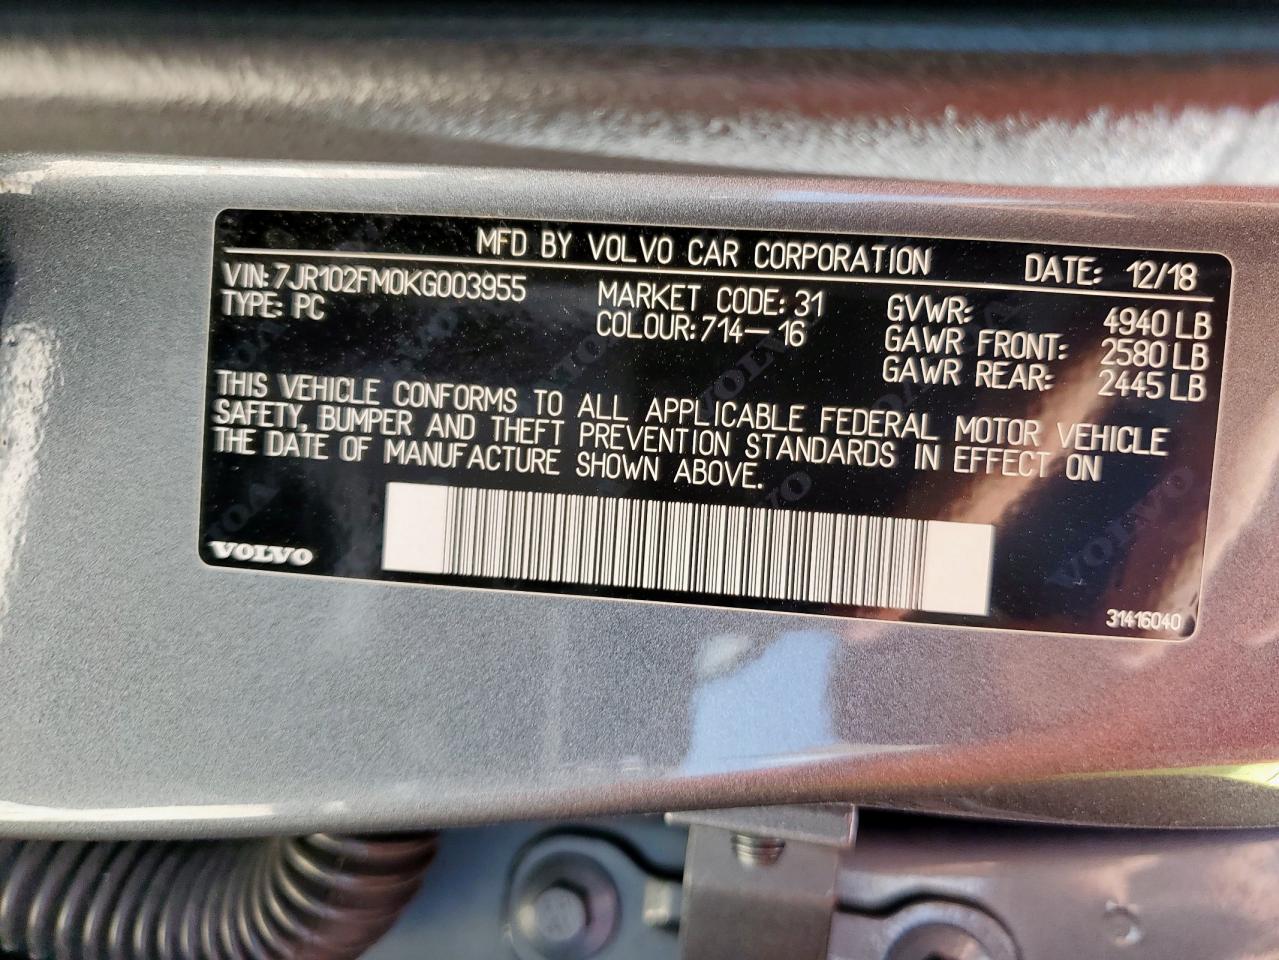 MFD BY VOLVO CAR CORPORATION DATE: 12/18
VIN:7JR102FM0KG003955 MARKET CODE:31 GVWR: 4940 LB
TYPE: PC COLOUR:714-16 GAWR FRONT: 2580 LB
GAWR REAR: 2445 LB
THIS VEHICLE CONFORMS TO ALL APPLICABLE FEDERAL MOTOR VEHICLE
SAFETY, BUMPER AND THEFT PREVENTION STANDARDS IN EFFECT ON
THE DATE OF MANUFACTURE SHOWN ABOVE.
VOLVO
31416040